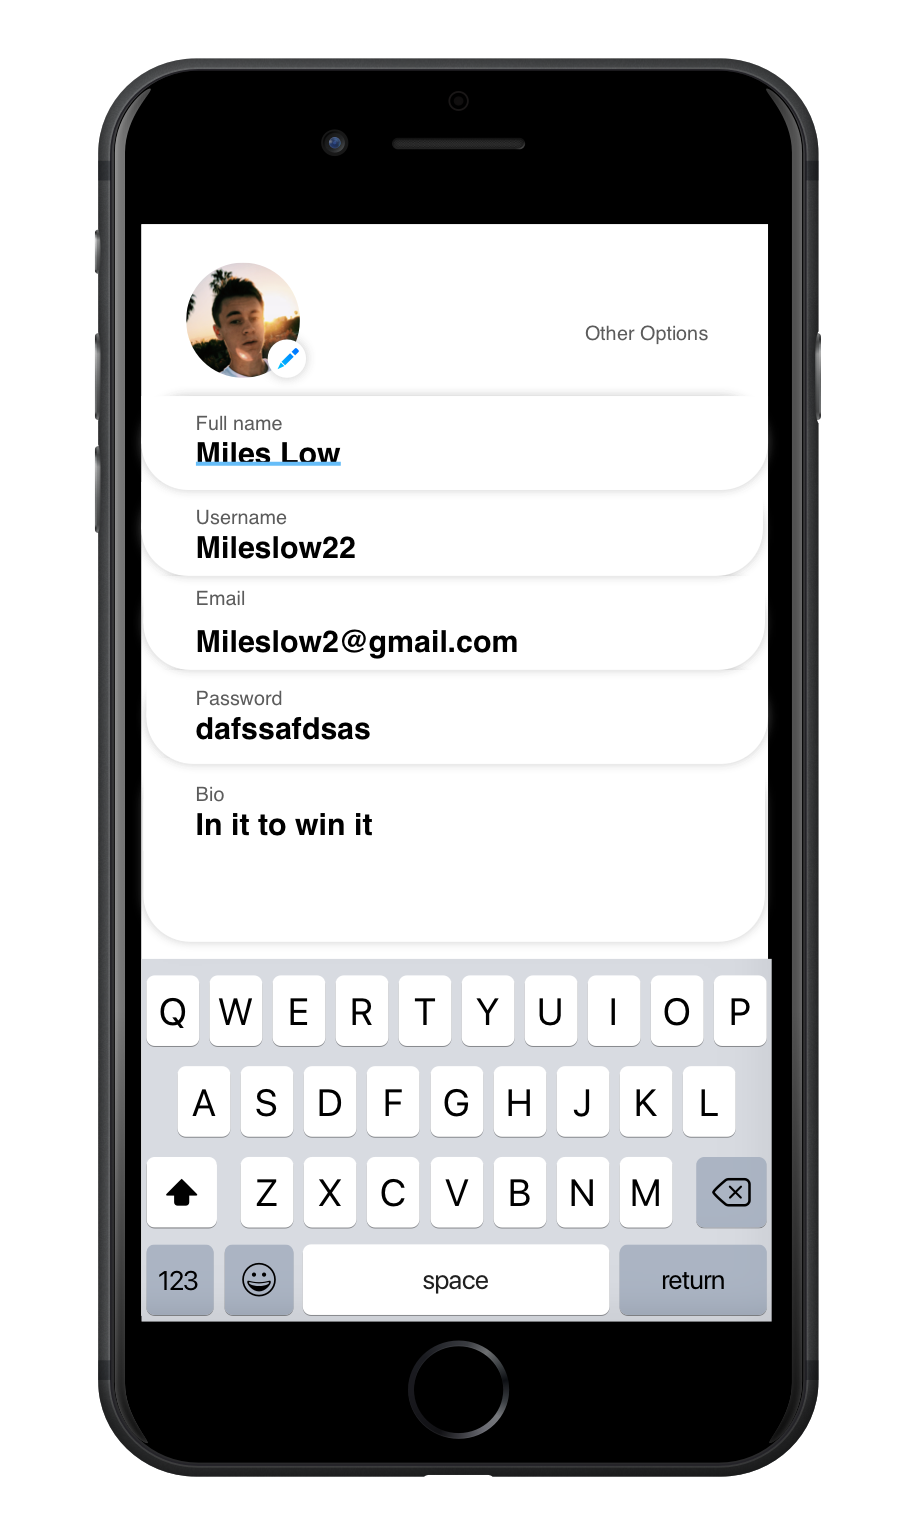 Other Options
Full name
Miles Low
Username
Mileslow22
Email
Mileslow2@gmail.com
Password
dafssafdsas
Bio
In it to win it
Q W E R T Y U I O P
A S D F G H J K L
Z X C V B N M
123 space return